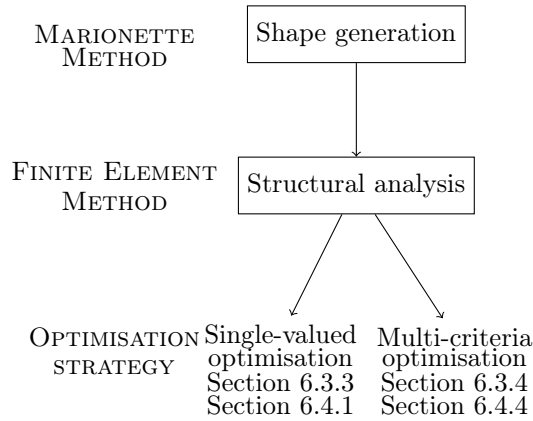 MARIONETTE
METHOD
Shape generation
FINITE ELEMENT
METHOD
Structural analysis
OPTIMISATION
STRATEGY
Single-valued
optimisation
Section 6.3.3
Section 6.4.1
Multi-criteria
optimisation
Section 6.3.4
Section 6.4.4